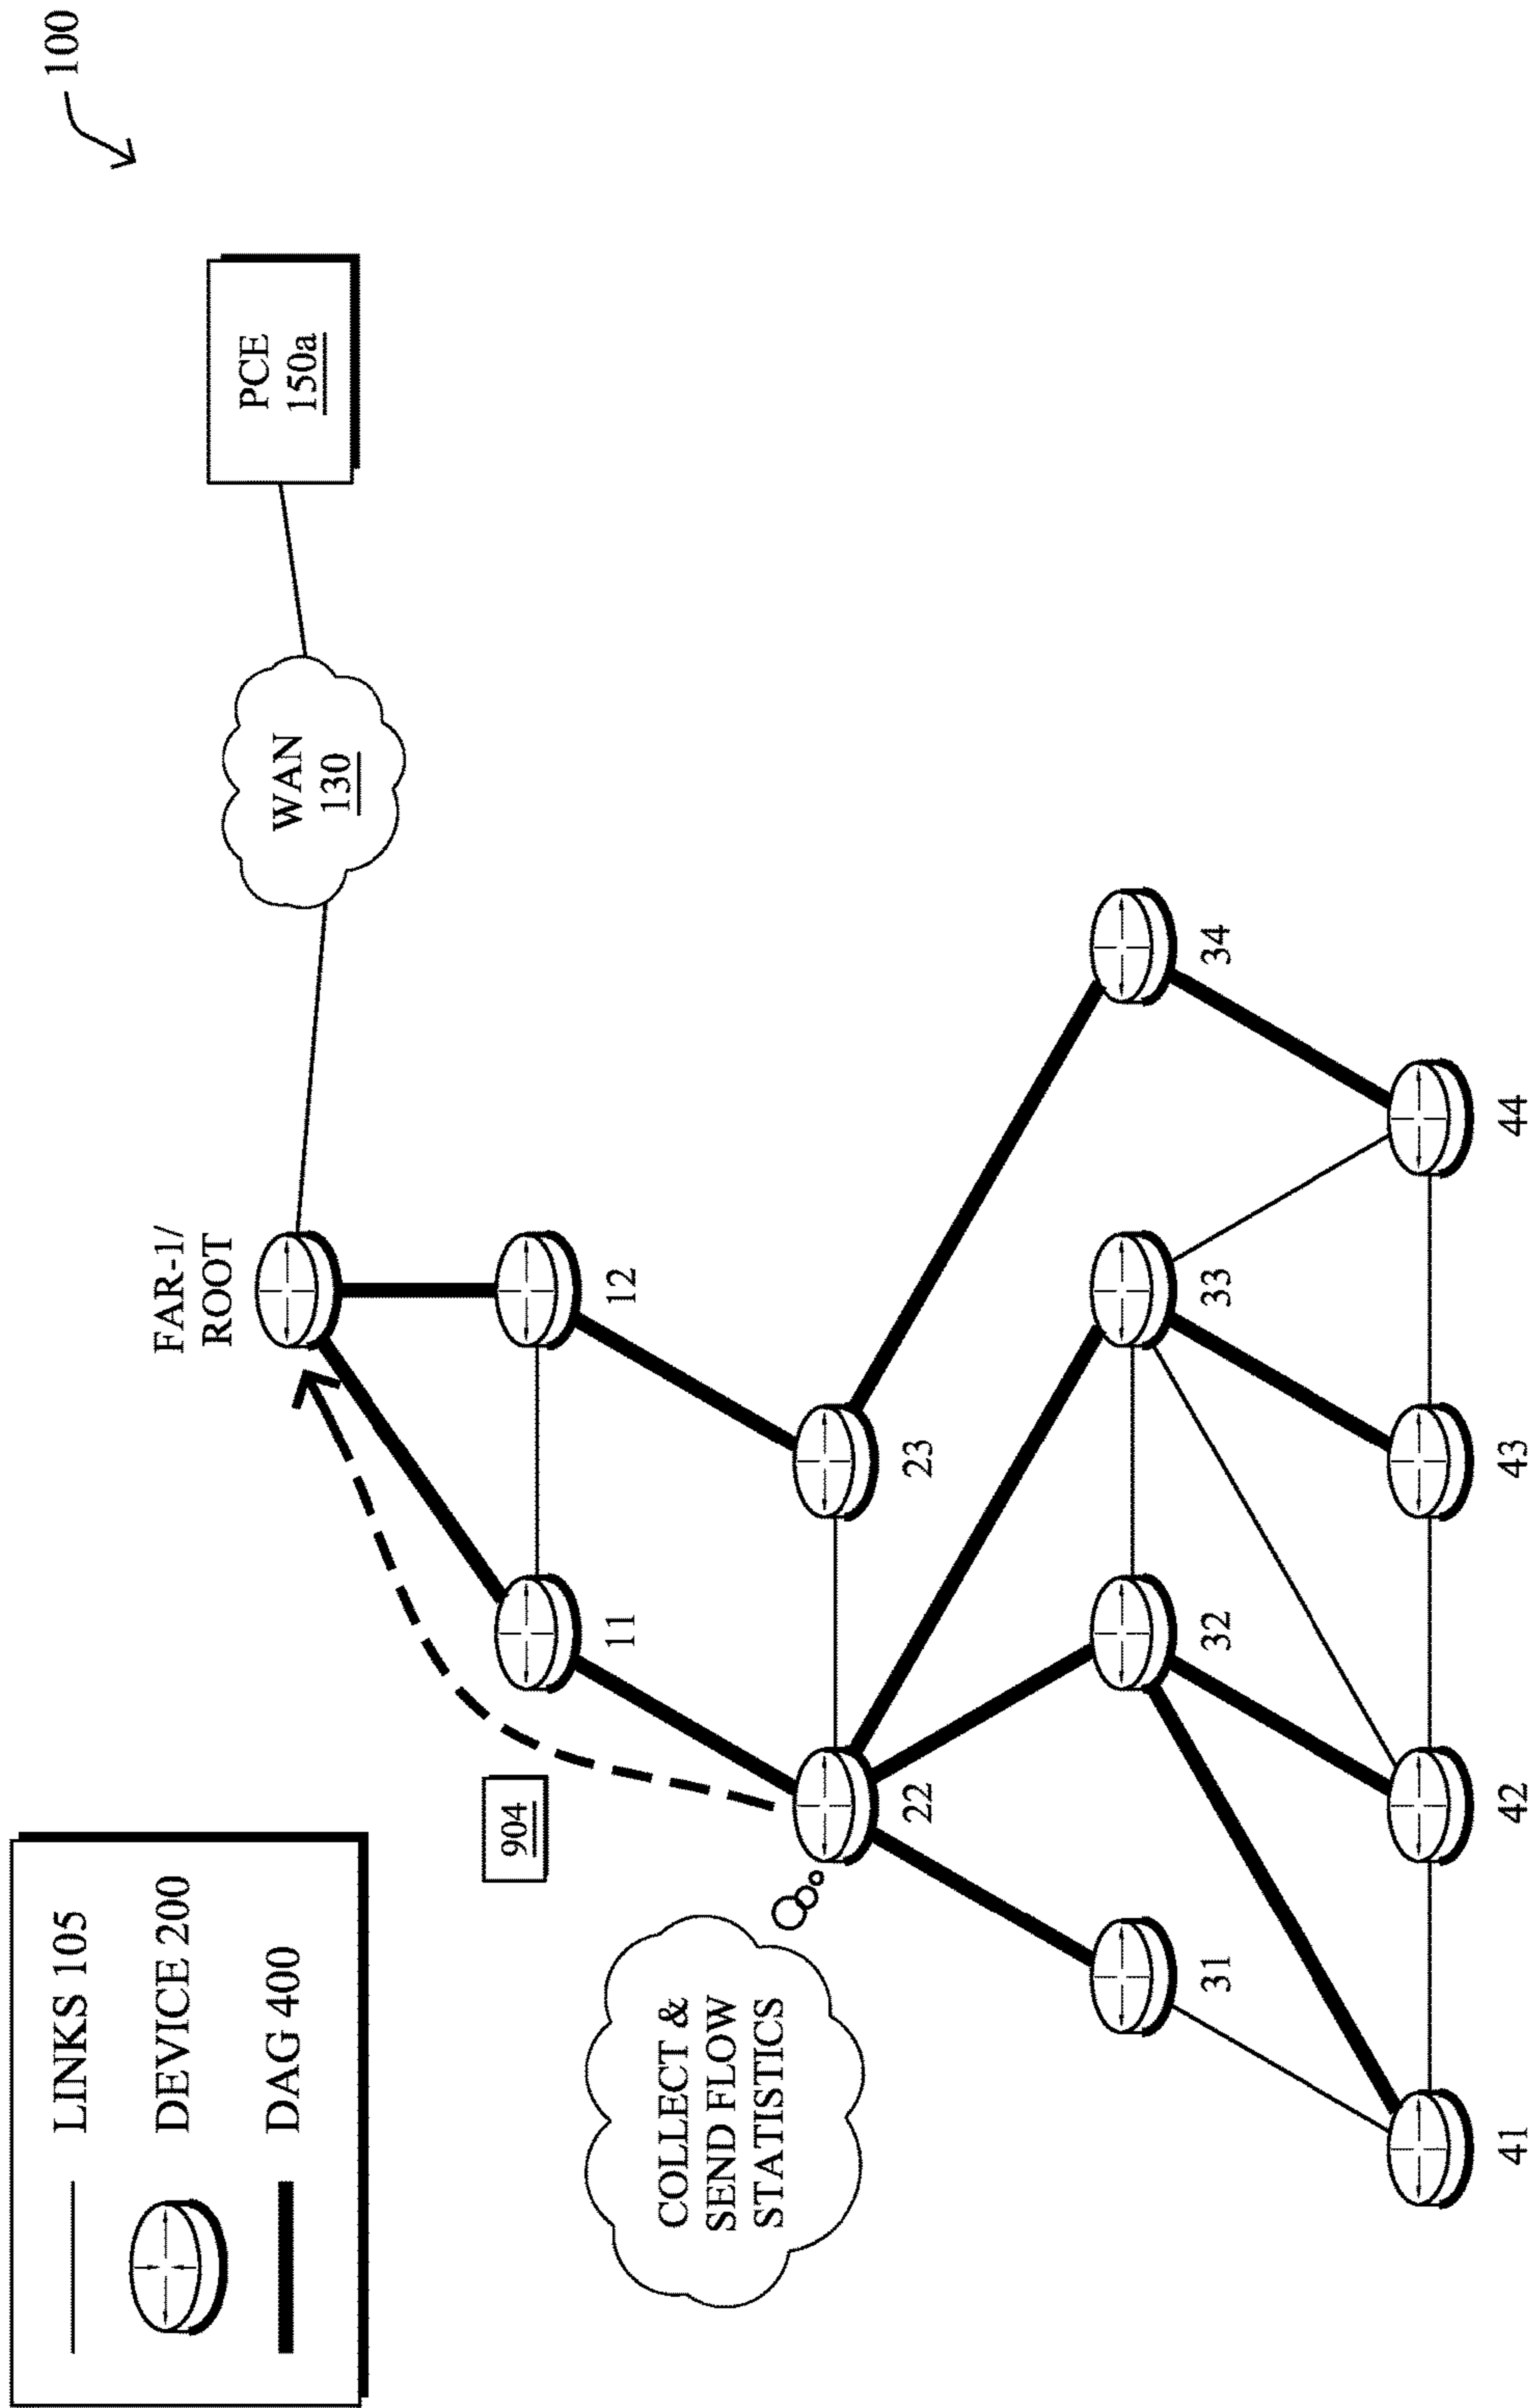 100
LINKS 105
DEVICE 200
DAG 400
FAR-1/
ROOT
WAN
130
PCE
150a
904
11
12
COLLECT &
SEND FLOW
STATISTICS
22
23
31
32
33
34
41
42
43
44